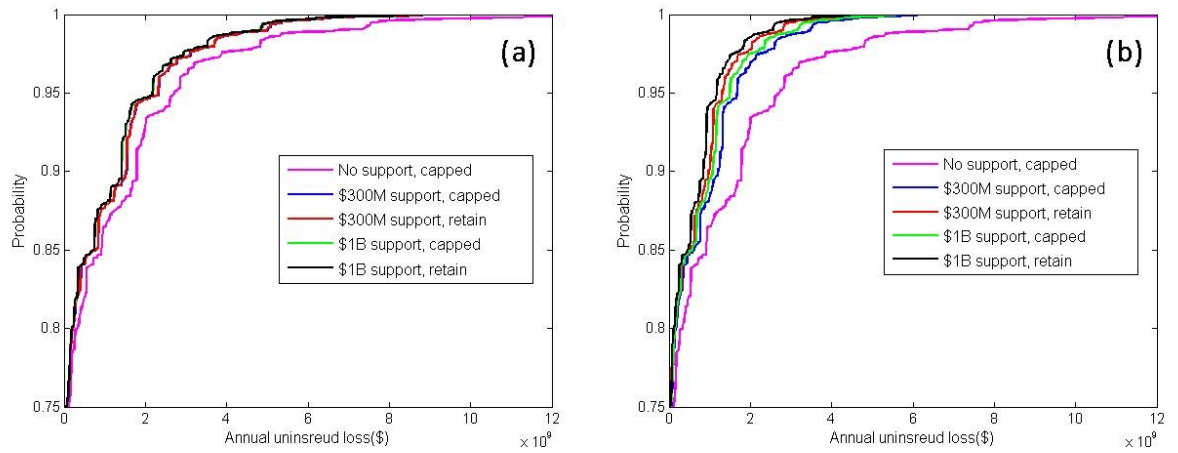 (a)
1
0.95
0.9
0.85
0.8
0.75
Probability
No support, capped
$300M support, capped
$300M support, retain
$1B support, capped
$1B support, retain
0 2 4 6 8 10 12
Annual uninsreud loss($)
× 10⁹
(b)
1
0.95
0.9
0.85
0.8
0.75
Probability
No support, capped
$300M support, capped
$300M support, retain
$1B support, capped
$1B support, retain
0 2 4 6 8 10 12
Annual uninsreud loss($)
× 10⁹